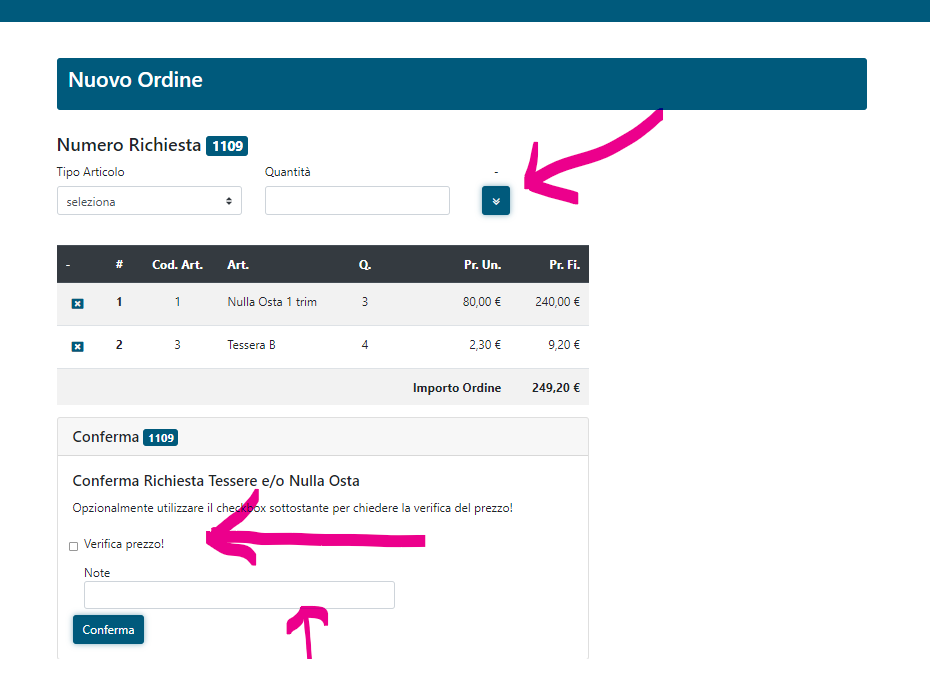 Nuovo Ordine
Numero Richiesta 1109
Tipo Articolo Quantità -
seleziona
- # Cod. Art. Art. Q. Pr. Un. Pr. Fi.
1 1 Nulla Osta 1 trim 3 80,00 € 240,00 €
2 3 Tessera B 4 2,30 € 9,20 €
Importo Ordine 249,20 €
Conferma 1109
Conferma Richiesta Tessere e/o Nulla Osta
Opzionalmente utilizzare il checkbox sottostante per chiedere la verifica del prezzo!
Verifica prezzo!
Note
Conferma